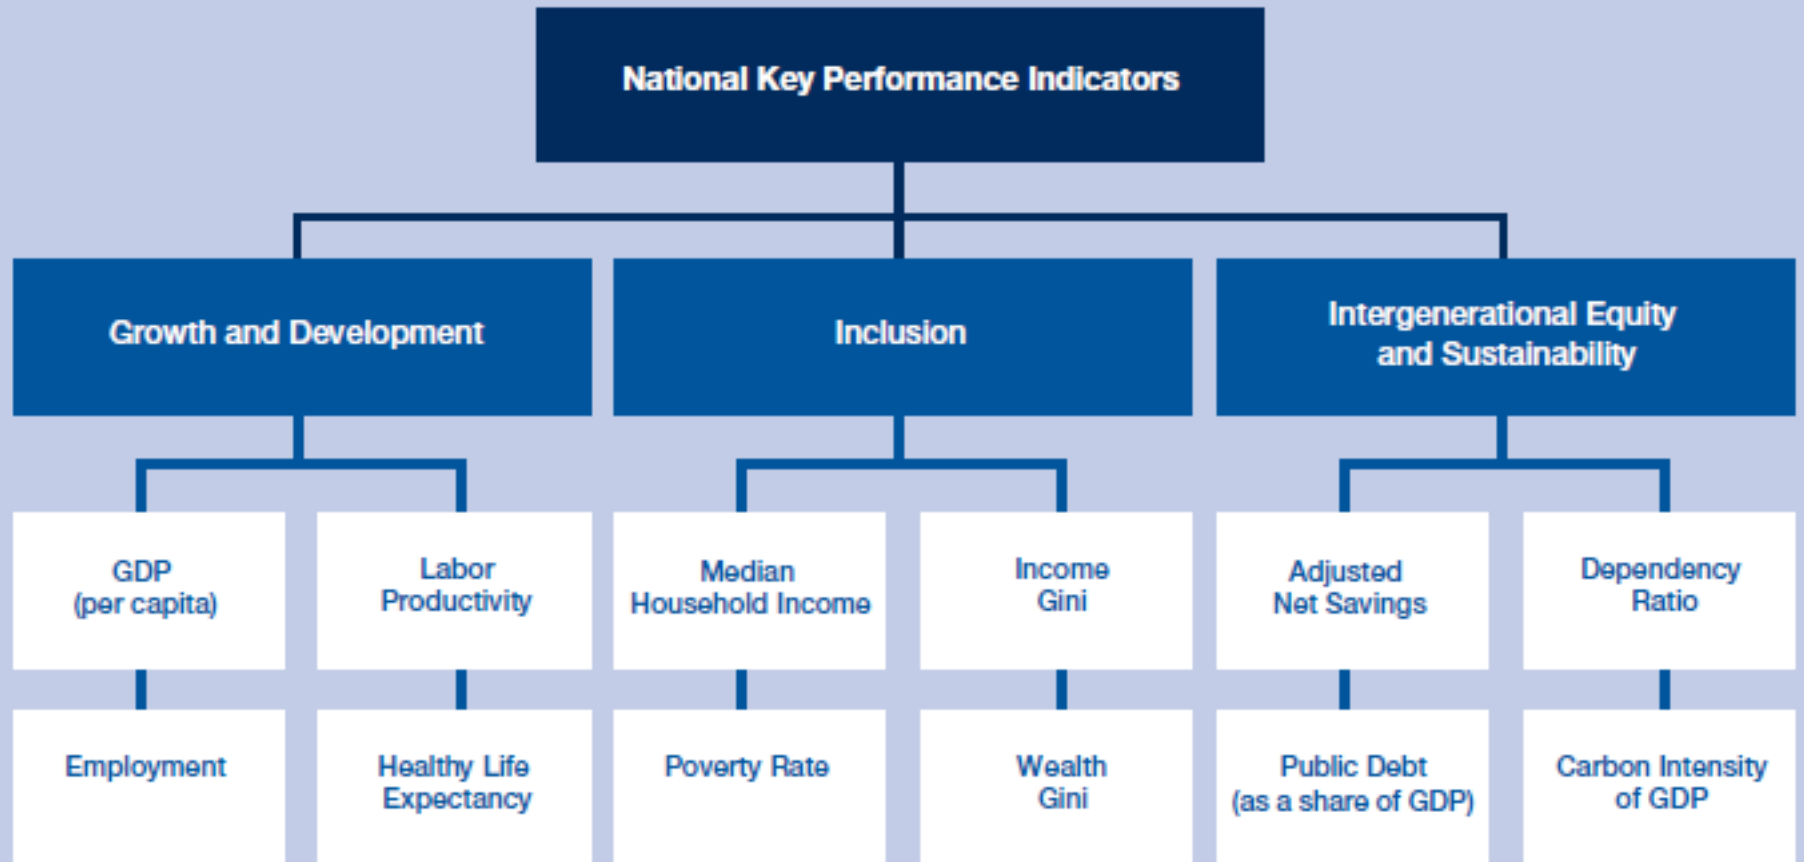 National Key Performance Indicators
Growth and Development
Inclusion
Intergenerational Equity
and Sustainability
GDP
(per capita)
Labor
Productivity
Median
Household Income
Income
Gini
Adjusted
Net Savings
Dependency
Ratio
Employment
Healthy Life
Expectancy
Poverty Rate
Wealth
Gini
Public Debt
(as a share of GDP)
Carbon Intensity
of GDP